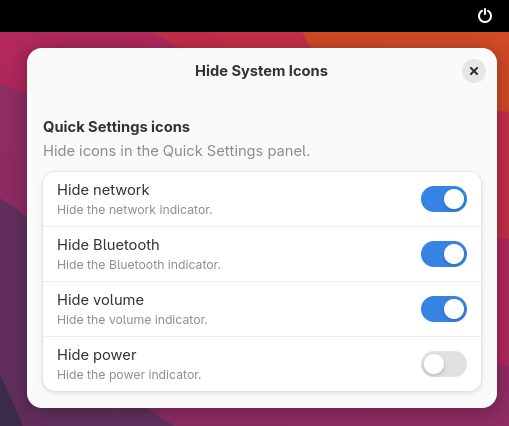 Hide System Icons
Quick Settings icons
Hide icons in the Quick Settings panel.
Hide network
Hide the network indicator.
Hide Bluetooth
Hide the Bluetooth indicator.
Hide volume
Hide the volume indicator.
Hide power
Hide the power indicator.